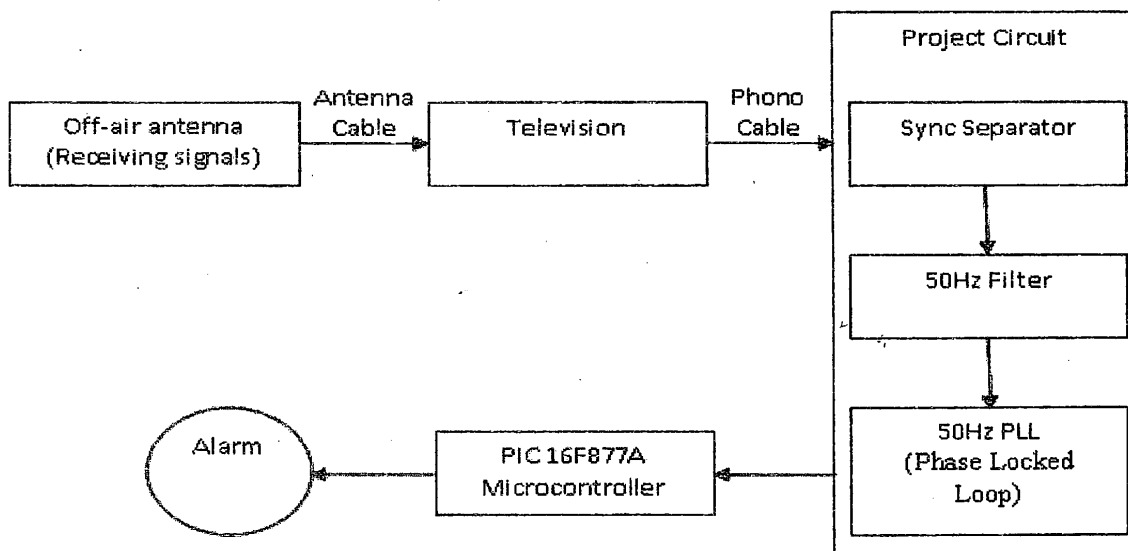 Off-air antenna
(Receiving signals)
Antenna
Cable
Television
Phono
Cable
Project Circuit
Sync Separator
50Hz Filter
50Hz PLL
(Phase Locked
Loop)
PIC 16F877A
Microcontroller
Alarm